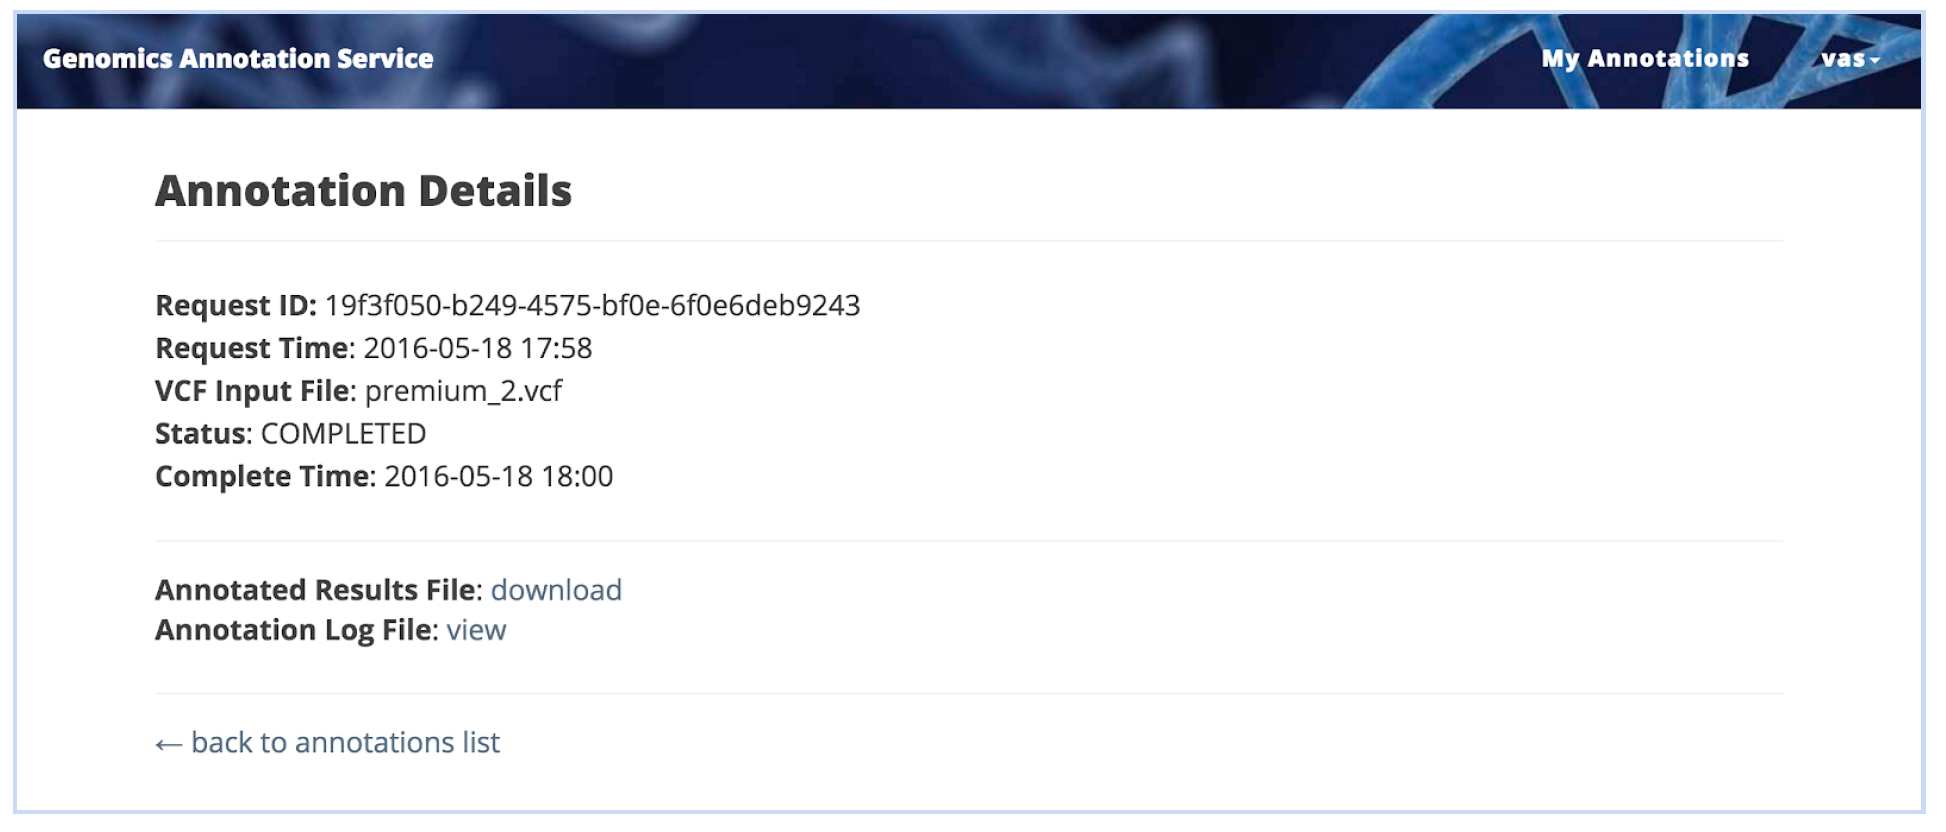 Genomics Annotation Service My Annotations vas
Annotation Details
Request ID: 19f3f050-b249-4575-bf0e-6f0e6deb9243
Request Time: 2016-05-18 17:58
VCF Input File: premium_2.vcf
Status: COMPLETED
Complete Time: 2016-05-18 18:00
Annotated Results File: download
Annotation Log File: view
← back to annotations list